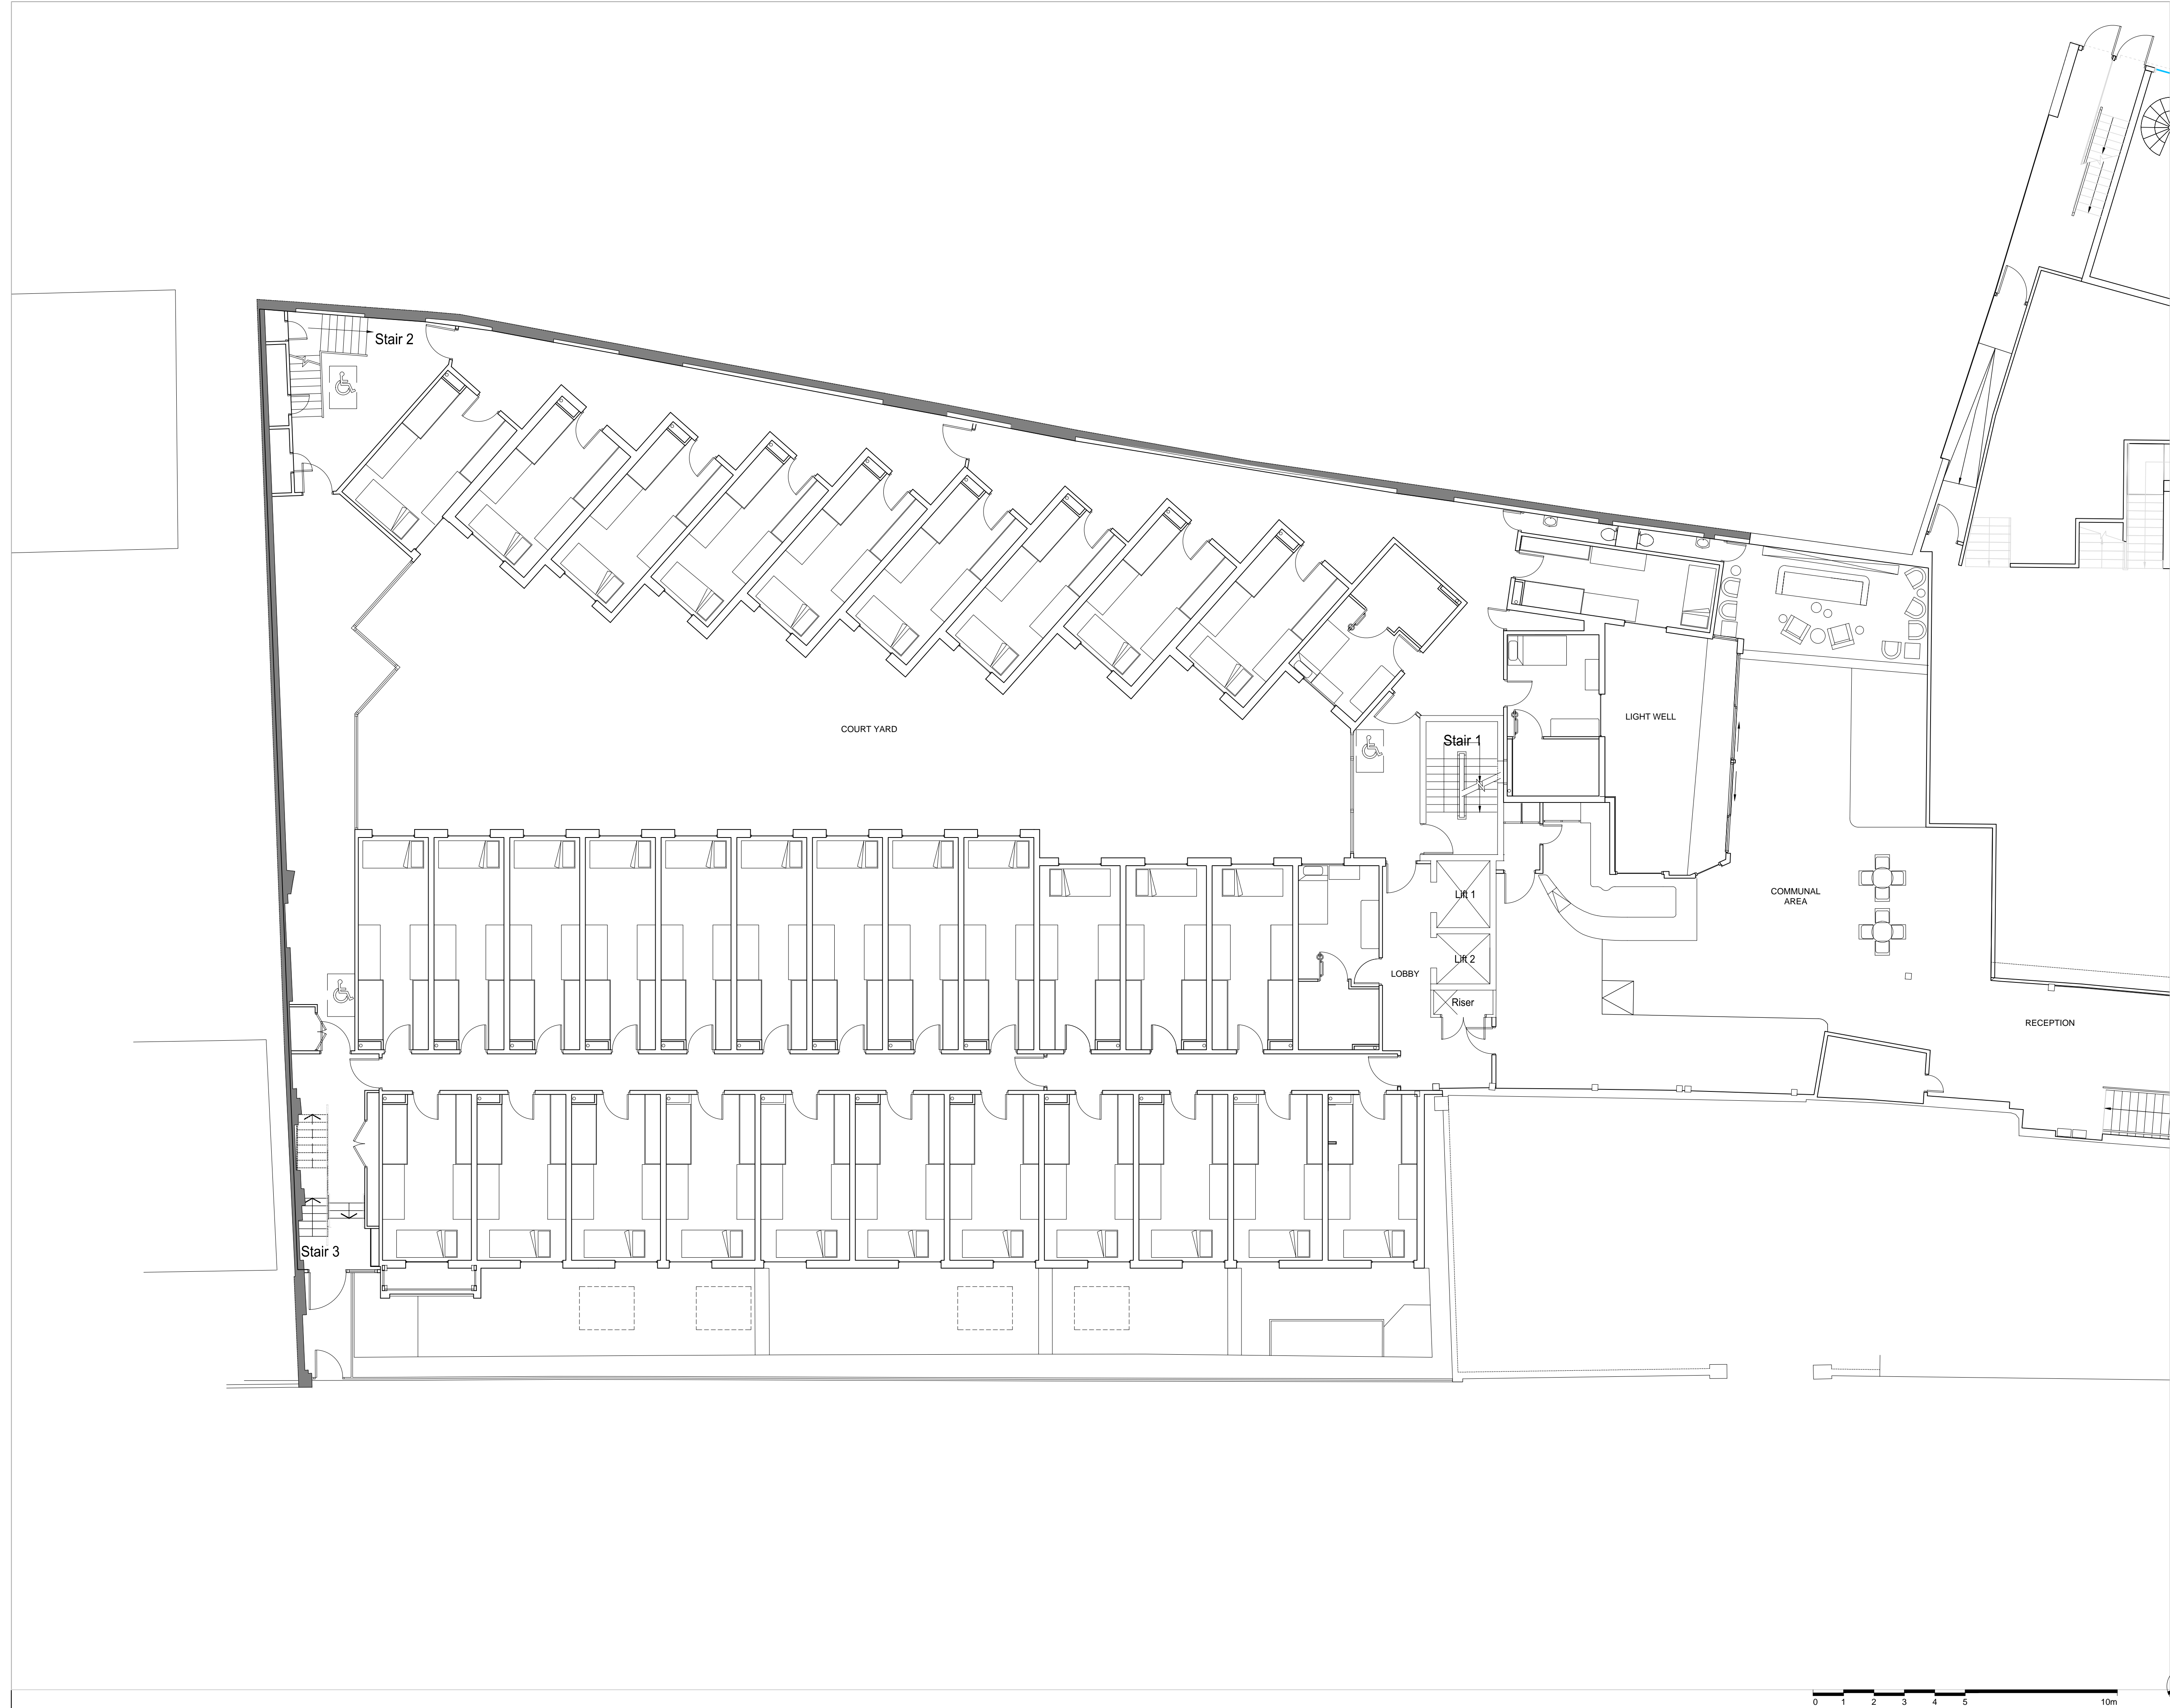 Stair 2
COURT YARD
Stair 1
LIGHT WELL
Lift 1
COMMUNAL
AREA
Lift 2
LOBBY
Riser
RECEPTION
Stair 3
0 1 2 3 4 5 10m